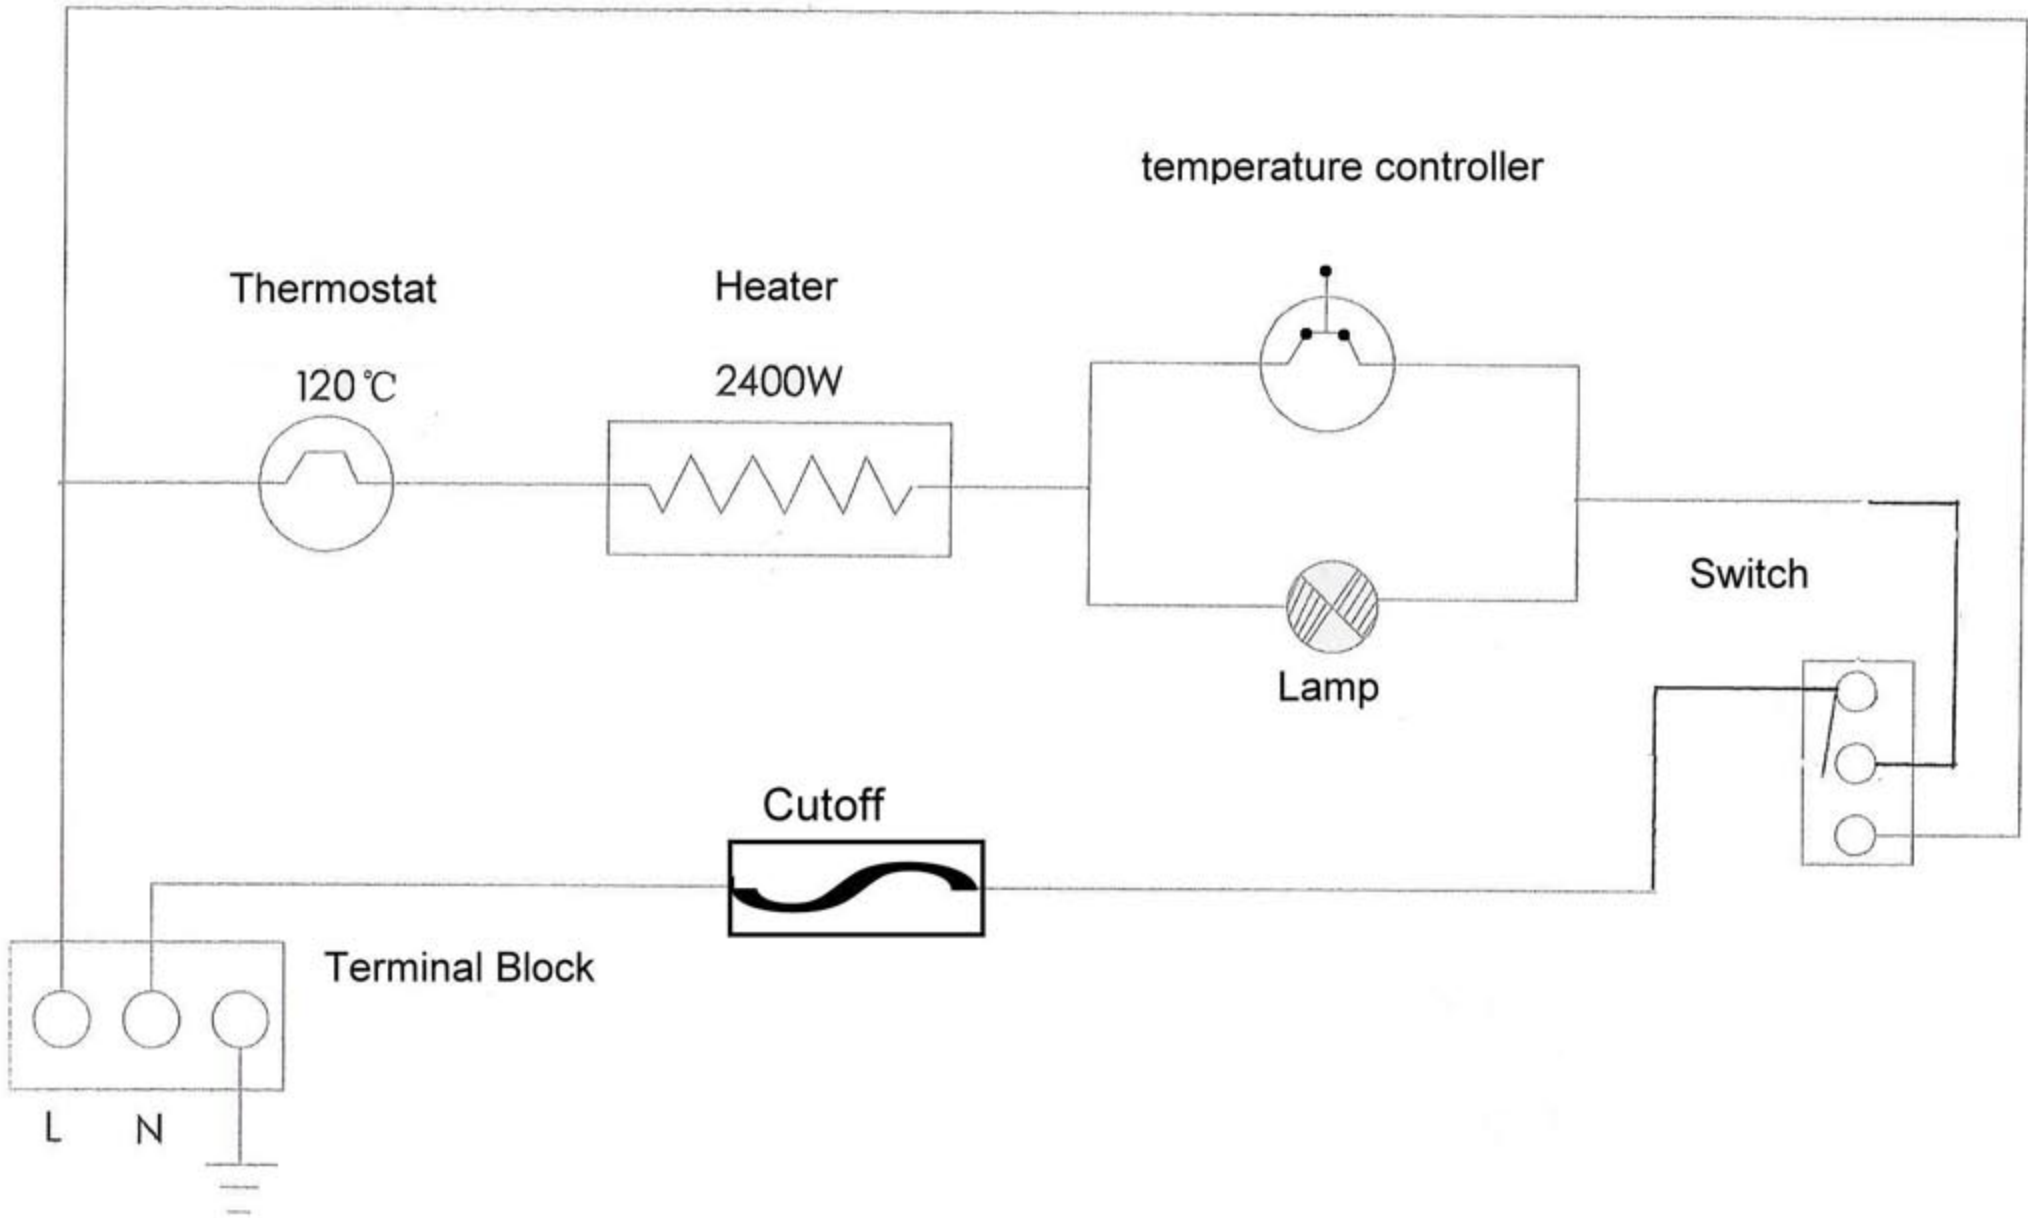 temperature controller
Thermostat
Heater
120℃
2400W
Switch
Lamp
Cutoff
Terminal Block
L
N